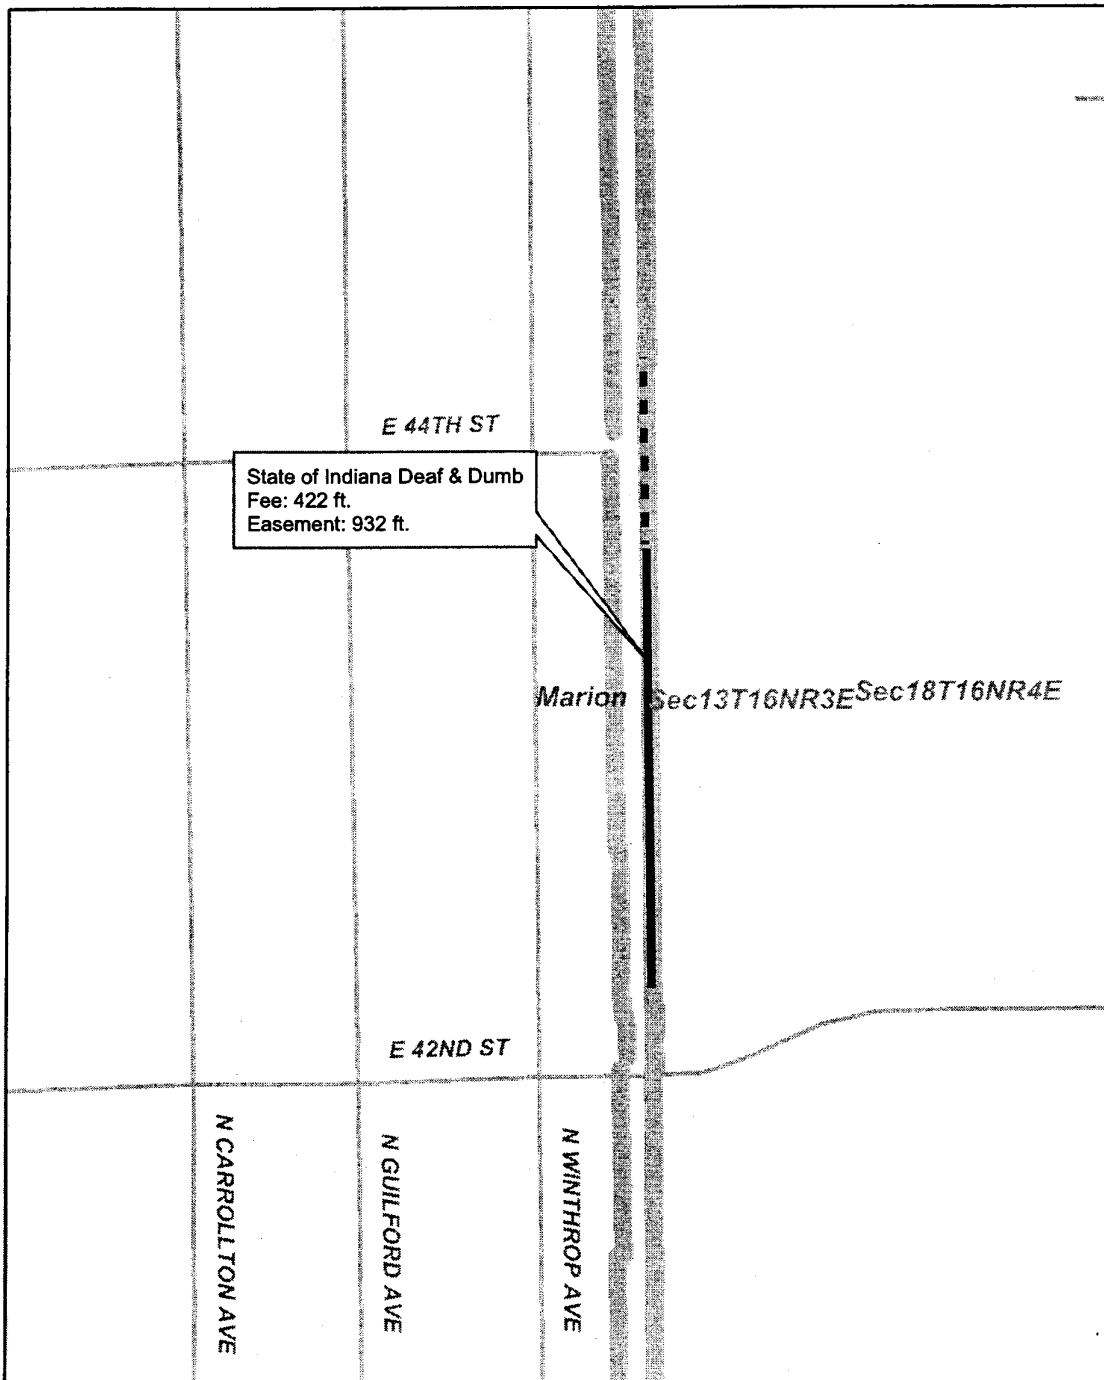 E 44TH ST
State of Indiana Deaf & Dumb
Fee: 422 ft.
Easement: 932 ft.
Marion
Sec13T16NR3E
Sec18T16NR4E
E 42ND ST
N CARROLLTON AVE
N GUILFORD AVE
N WINTHROP AVE